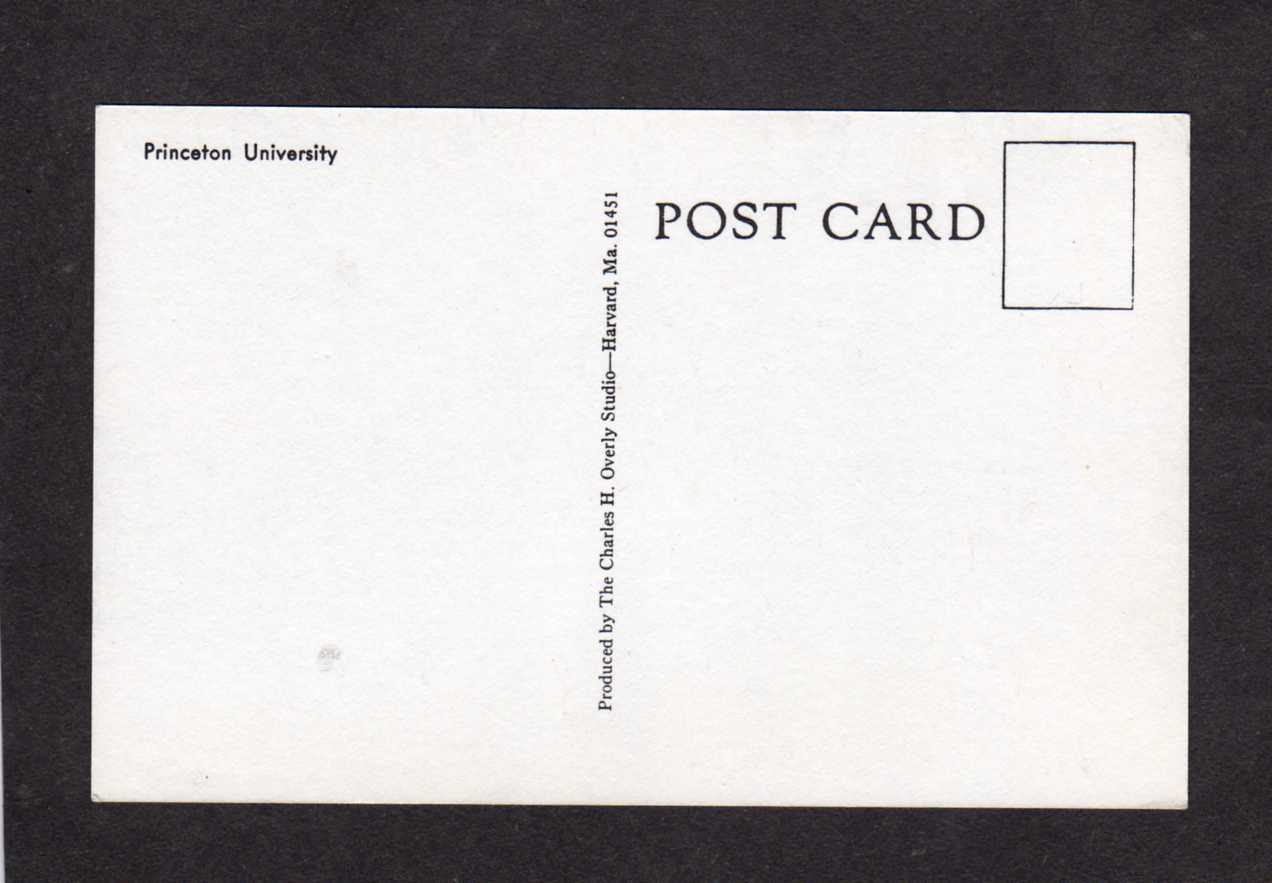 Princeton University
Produced by The Charles H. Overly Studio—Harvard, Ma. 01451
POST CARD